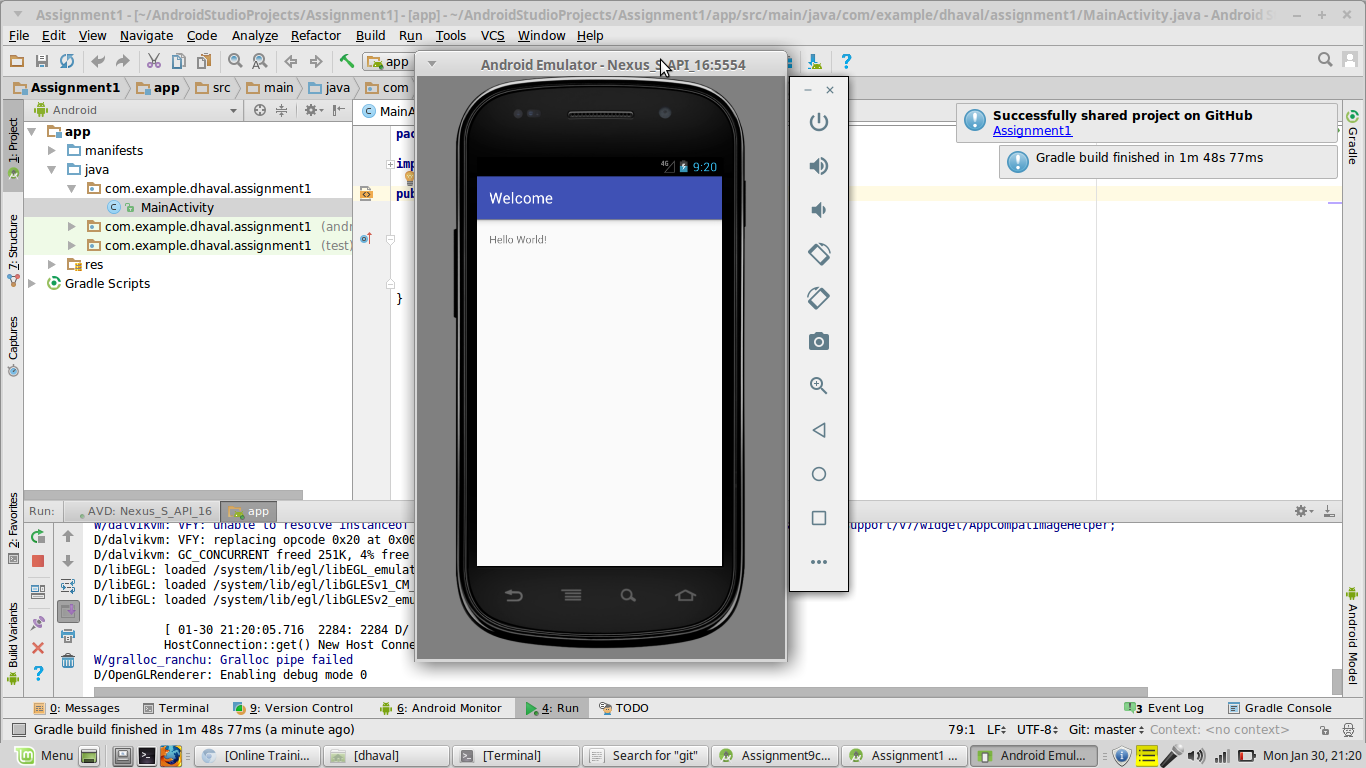 Assignment1 - [~/AndroidStudioProjects/Assignment1] - [app] - ~/AndroidStudioProjects/Assignment1/app/src/main/java/com/example/dhaval/assignment1/MainActivity.java - Android
File Edit View Navigate Code Analyze Refactor Build Run Tools VCS Window Help
app
Android Emulator - Nexus_S_API_16:5554
Assignment1 app src main java com
Android
MainA
1: Project
7: Structure
Captures
2: Favorites
Build Variants
app
manifests
java
com.example.dhaval.assignment1
MainActivity
com.example.dhaval.assignment1 (andr
com.example.dhaval.assignment1 (test)
res
Gradle Scripts
pac
imp
pub
}
4G 9:20
Welcome
Hello World!
Successfully shared project on GitHub
Assignment1
Gradle build finished in 1m 48s 77ms
Gradle
Android Model
Run: AVD: Nexus_S_API_16 app
W/dalvikvm: VFY: unable to resolve instanceof support/v7/widget/AppCompatImageHelper;
D/dalvikvm: VFY: replacing opcode 0x20 at 0x00
D/dalvikvm: GC_CONCURRENT freed 251K, 4% free
D/libEGL: loaded /system/lib/egl/libEGL_emulat
D/libEGL: loaded /system/lib/egl/libGLESv1_CM_
D/libEGL: loaded /system/lib/egl/libGLESv2_emu
[ 01-30 21:20:05.716 2284: 2284 D/
HostConnection::get() New Host Conne
W/gralloc_ranchu: Gralloc pipe failed
D/OpenGLRenderer: Enabling debug mode 0
0: Messages Terminal 9: Version Control 6: Android Monitor 4: Run TODO 3 Event Log Gradle Console
Gradle build finished in 1m 48s 77ms (a minute ago) 79:1 LF÷ UTF-8÷ Git: master÷ Context: <no context>
Menu [Online Traini... [dhaval] [Terminal] Search for "git" Assignment9c... Assignment1 ... Android Emul... Mon Jan 30, 21:20